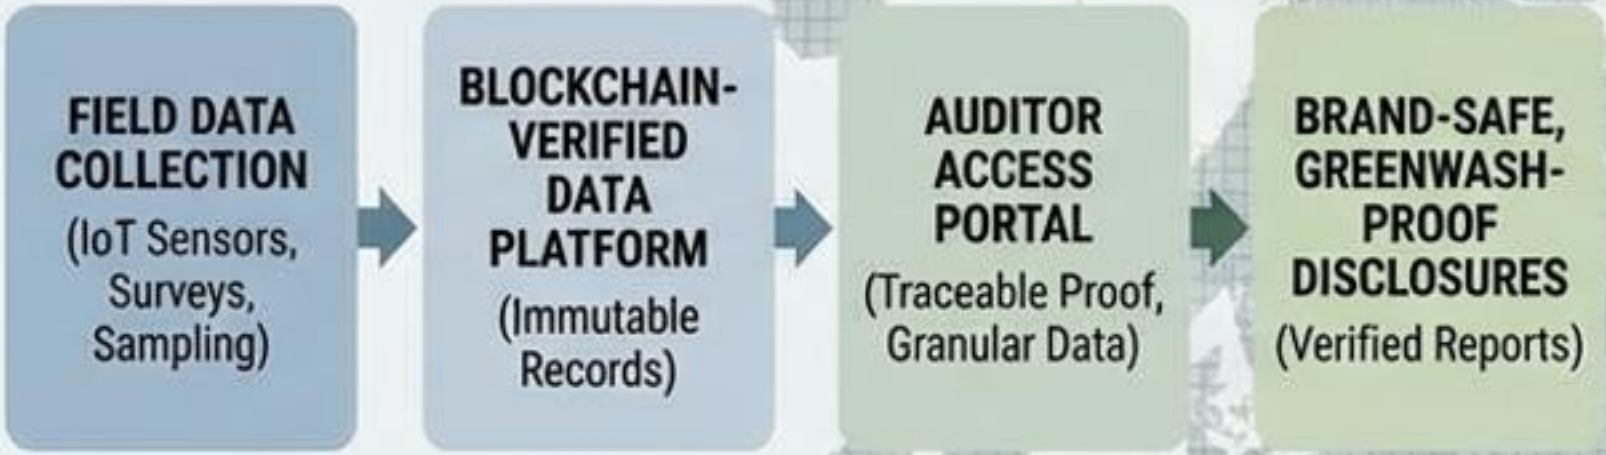 FIELD DATA
COLLECTION
(IoT Sensors,
Surveys,
Sampling)
BLOCKCHAIN-
VERIFIED
DATA
PLATFORM
(Immutable
Records)
AUDITOR
ACCESS
PORTAL
(Traceable Proof,
Granular Data)
BRAND-SAFE,
GREENWASH-
PROOF
DISCLOSURES
(Verified Reports)